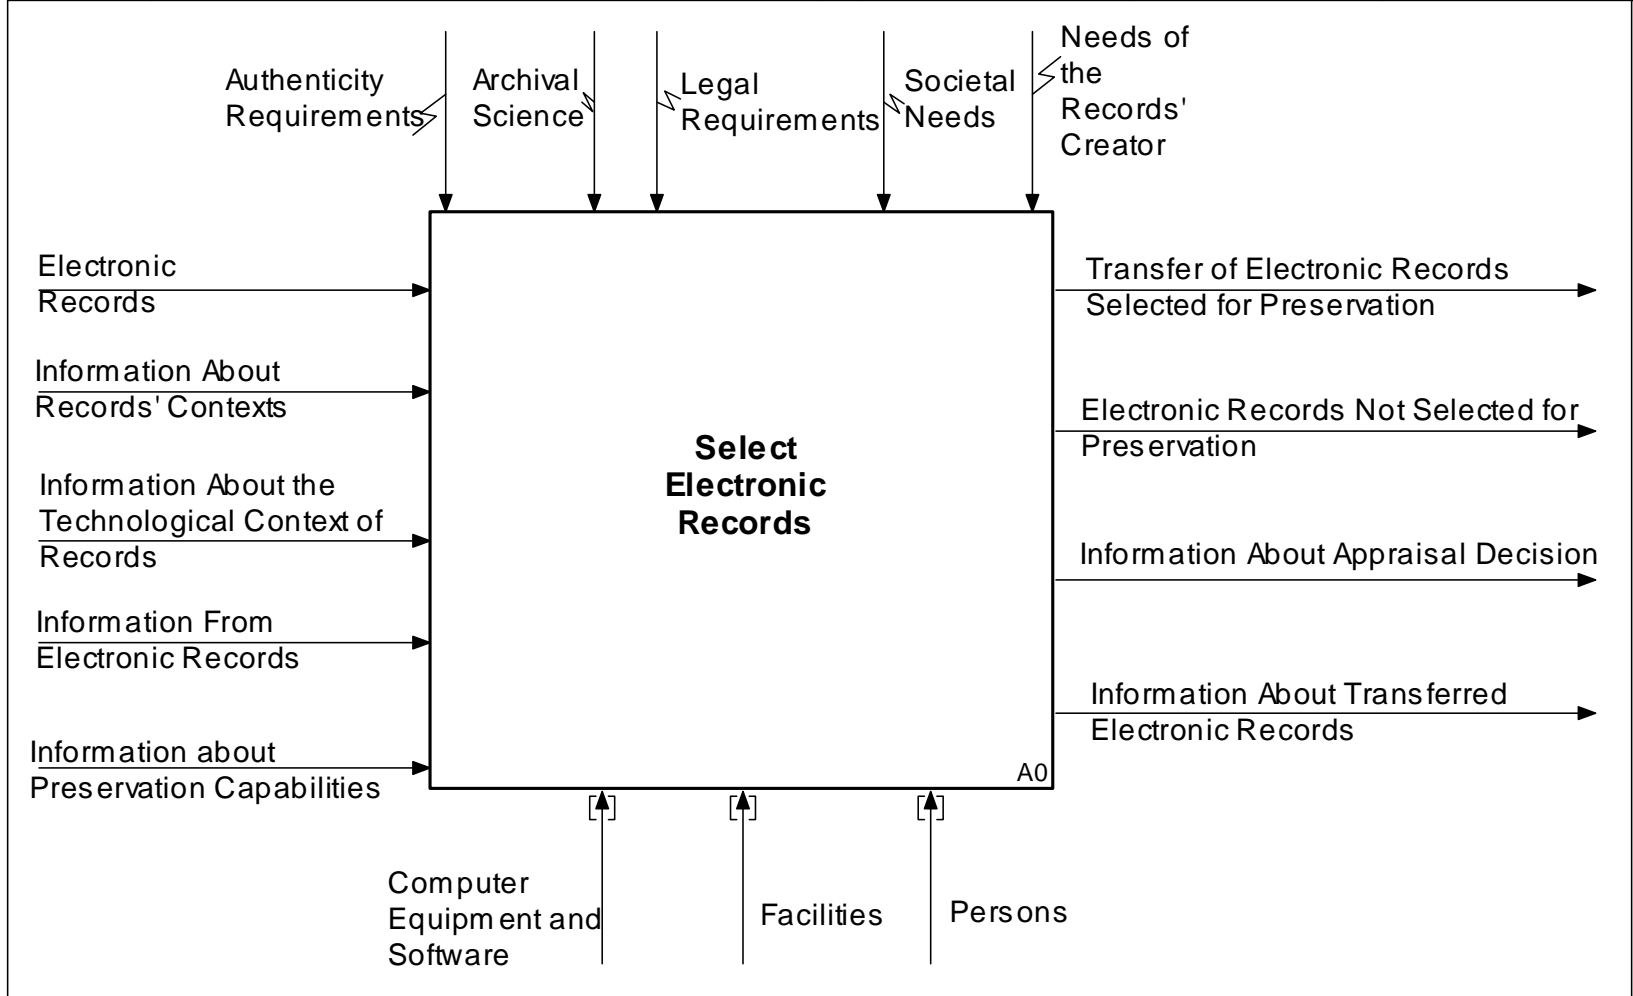 Authenticity
Requirements
Archival
Science
Legal
Requirements
Societal
Needs
Needs of
the
Records'
Creator
Electronic
Records
Information About
Records' Contexts
Information About the
Technological Context of
Records
Information From
Electronic Records
Information about
Preservation Capabilities
Select
Electronic
Records
A0
Transfer of Electronic Records
Selected for Preservation
Electronic Records Not Selected for
Preservation
Information About Appraisal Decision
Information About Transferred
Electronic Records
Computer
Equipment and
Software
Facilities
Persons